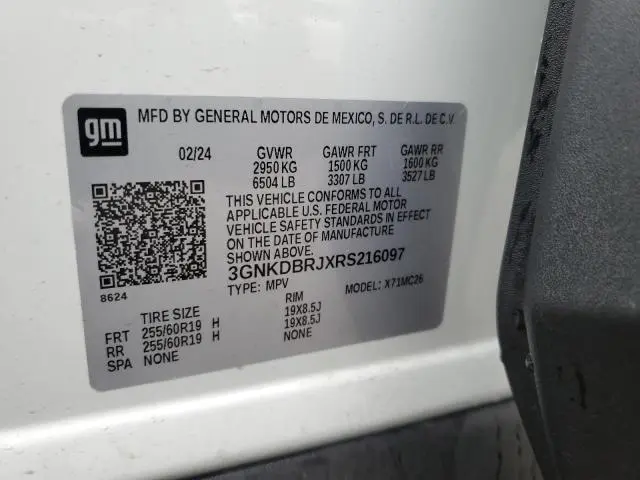 gm
MFD BY GENERAL MOTORS DE MEXICO, S. DE R.L. DE C.V.
02/24 GVWR GAWR FRT GAWR RR
2950 KG 1500 KG 1600 KG
6504 LB 3307 LB 3527 LB
THIS VEHICLE CONFORMS TO ALL
APPLICABLE U.S. FEDERAL MOTOR
VEHICLE SAFETY STANDARDS IN EFFECT
ON THE DATE OF MANUFACTURE
SHOWN ABOVE.
3GNKDBRJXRS216097
8624
TYPE: MPV MODEL: X71MC26
TIRE SIZE RIM
FRT 255/60R19 H 19X8.5J
RR 255/60R19 H 19X8.5J
SPA NONE NONE